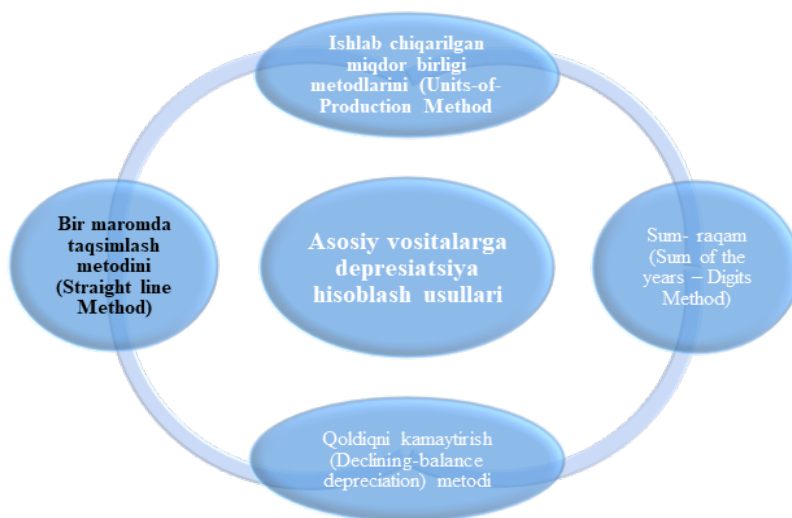 Ishlab chiqarilgan
miqdor birligi
metodlarini (Units-of-
Production Method
Bir maromda
taqsimlash
metodini
(Straight line
Method)
Asosiy vositalarga
depresiatsiya
hisoblash usullari
Sum- raqam
(Sum of the
years – Digits
Method)
Qoldiqni kamaytirish
(Declining-balance
depreciation) metodi